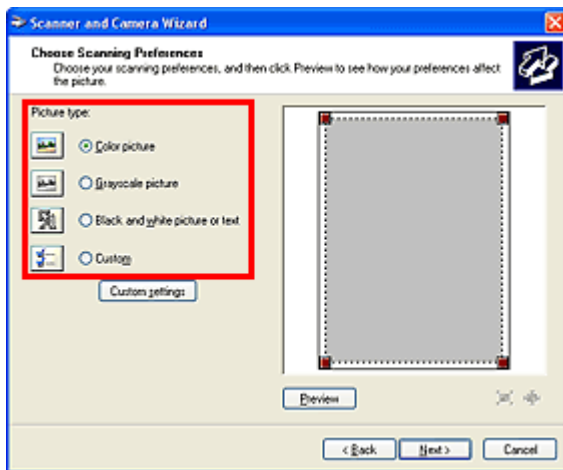 Scanner and Camera Wizard
Choose Scanning Preferences
Choose your scanning preferences, and then click Preview to see how your preferences affect
the picture.
Picture type:
Color picture
Grayscale picture
Black and white picture or text
Custom
Custom settings
Preview
< Back
Next >
Cancel